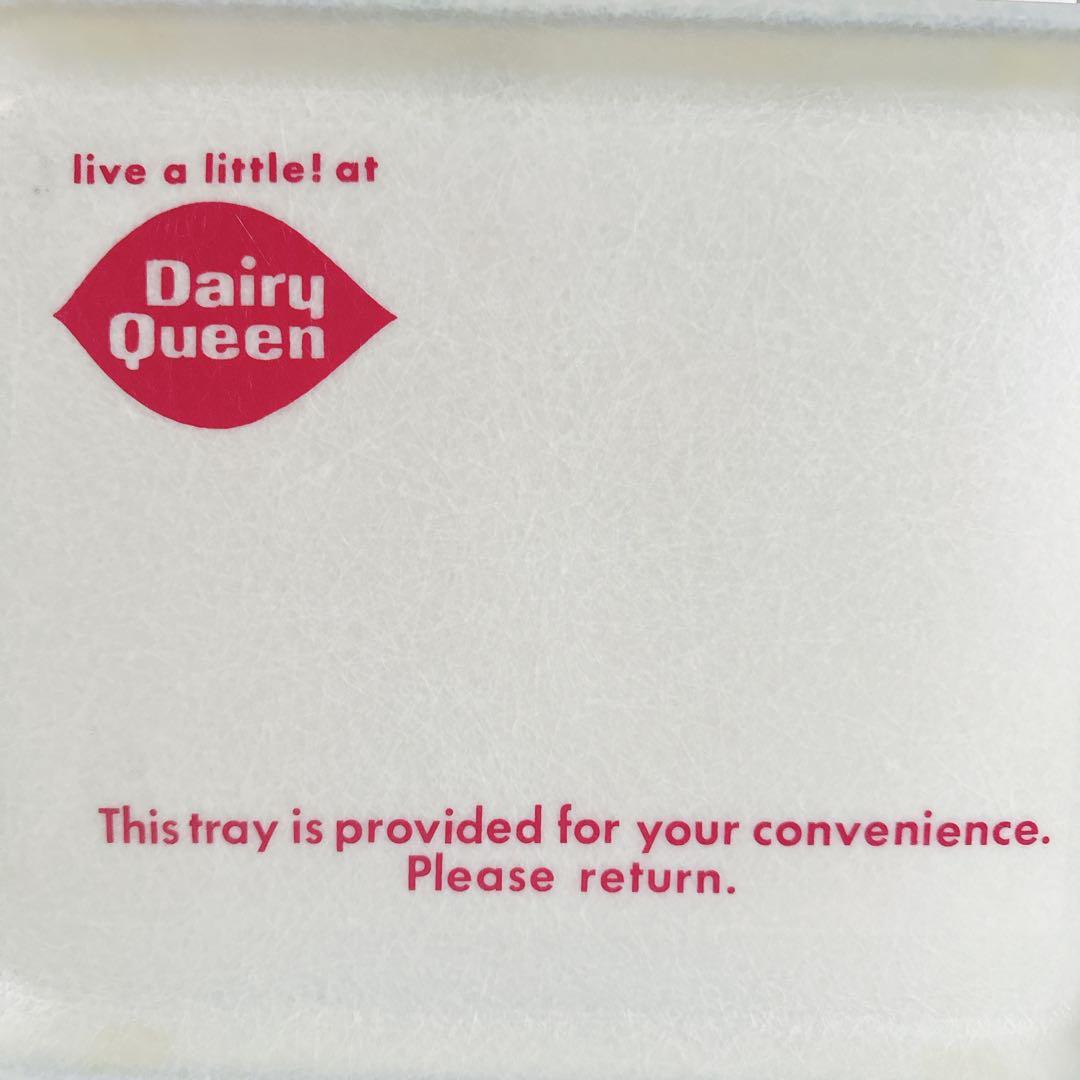 live a little! at
Dairy
Queen
This tray is provided for your convenience.
Please return.